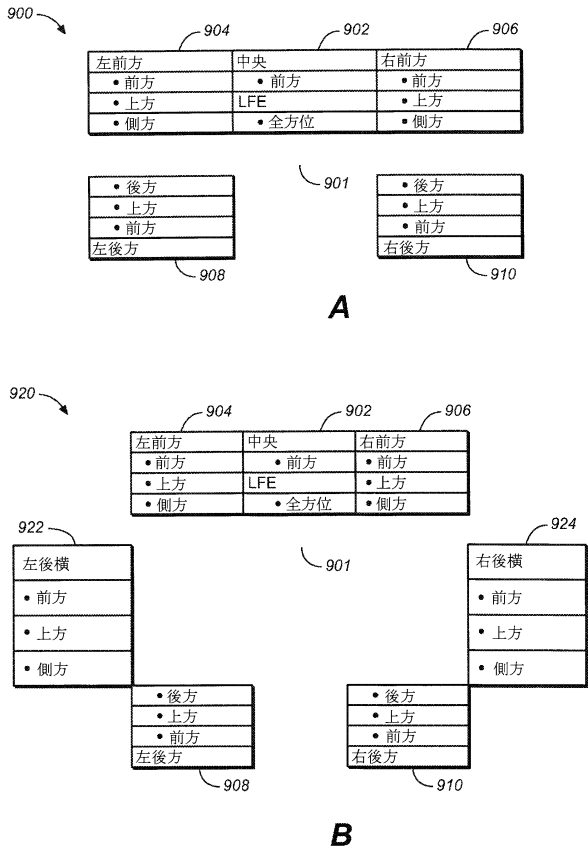 900
904 902 906
左前方 中央 右前方
•前方 •前方 •前方
•上方 LFE •上方
•側方 •全方位 •側方
901
•後方 •後方
•上方 •上方
•前方 •前方
左後方 右後方
908 910
A
920
904 902 906
左前方 中央 右前方
•前方 •前方 •前方
•上方 LFE •上方
•側方 •全方位 •側方
922 924
901
左後横 右後横
•前方 •前方
•上方 •上方
•側方 •側方
•後方 •後方
•上方 •上方
•前方 •前方
左後方 右後方
908 910
B